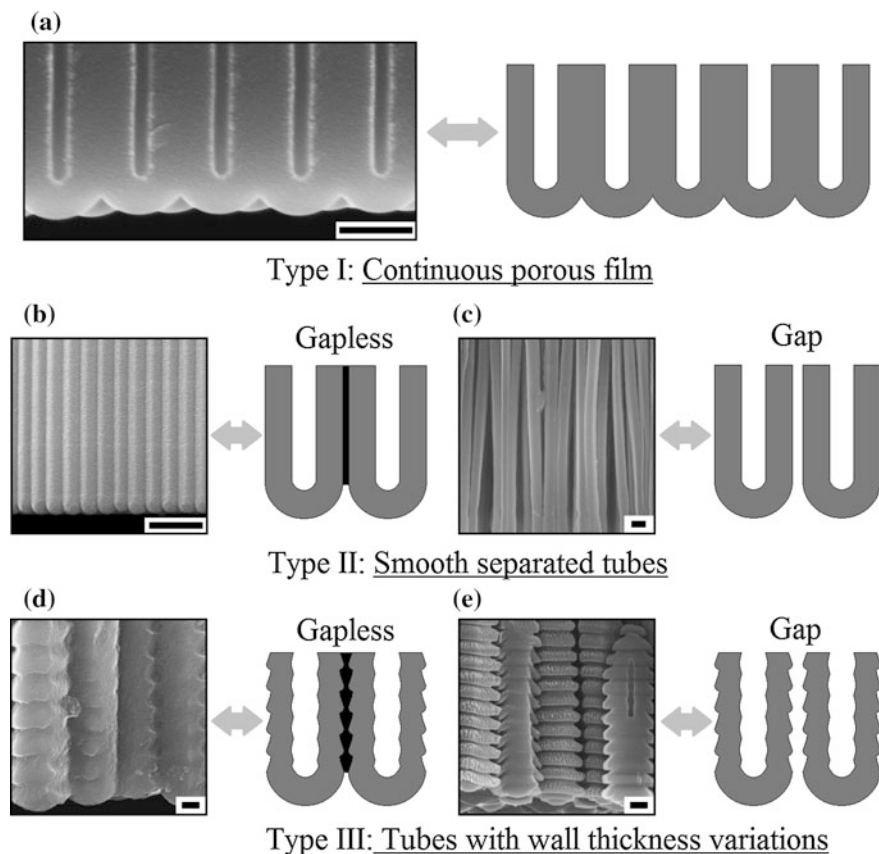 (a)
Type I: Continuous porous film
(b)
Gapless
(c)
Gap
Type II: Smooth separated tubes
(d)
Gapless
(e)
Gap
Type III: Tubes with wall thickness variations